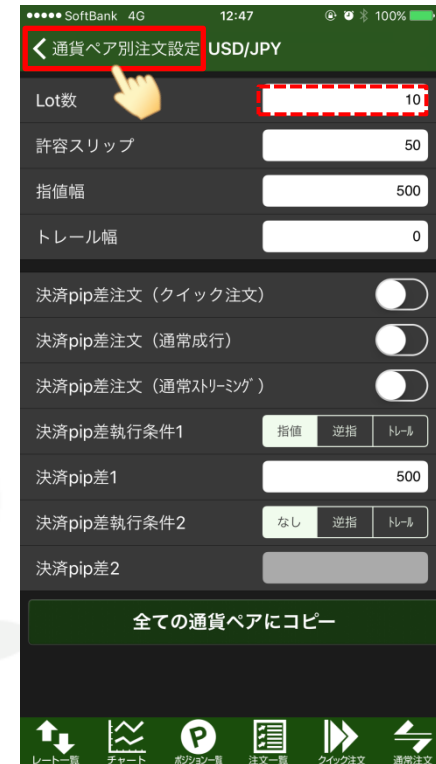 SoftBank 4G 12:47 100%
通貨ペア別注文設定 USD/JPY
Lot数 10
許容スリップ 50
指値幅 500
トレール幅 0
決済pip差注文（クイック注文）
決済pip差注文（通常成行）
決済pip差注文（通常ｽﾄﾘｰﾐﾝｸﾞ）
決済pip差執行条件1 指値 逆指 ﾄﾚｰﾙ
決済pip差1 500
決済pip差執行条件2 なし 逆指 ﾄﾚｰﾙ
決済pip差2
全ての通貨ペアにコピー
レート一覧 チャート ポジション一覧 注文一覧 クイック注文 通常注文